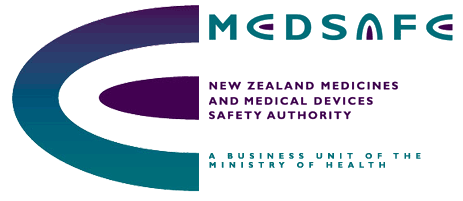 MEDSAFE
NEW ZEALAND MEDICINES
AND MEDICAL DEVICES
SAFETY AUTHORITY
A BUSINESS UNIT OF THE
MINISTRY OF HEALTH